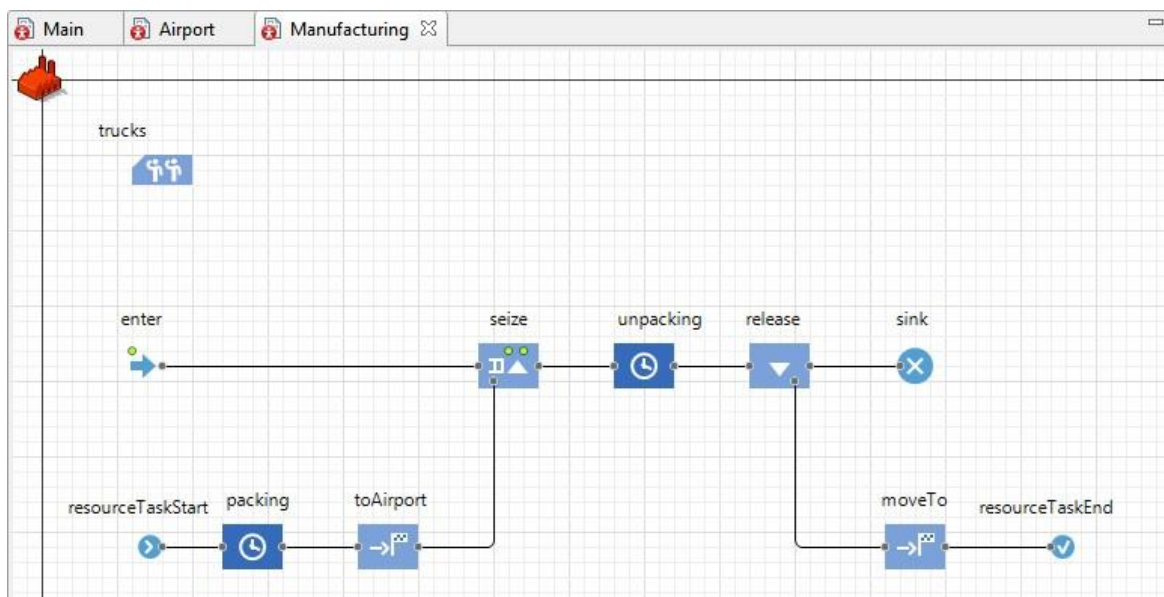 Main Airport Manufacturing
trucks
enter seize unpacking release sink
resourceTaskStart packing toAirport moveTo resourceTaskEnd